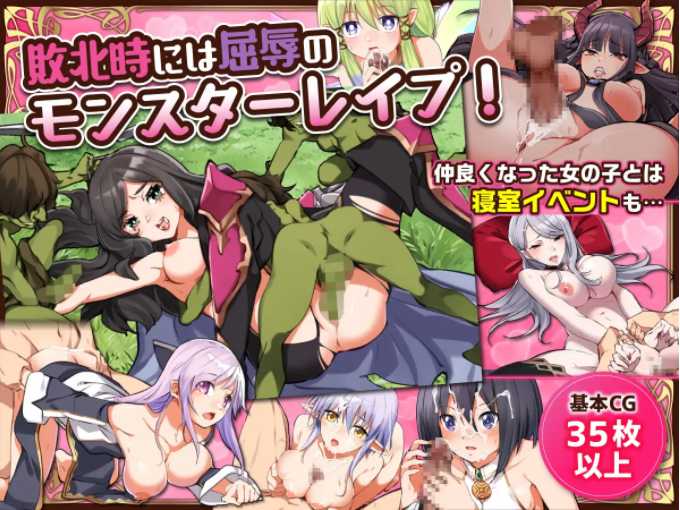 敗北時には屈辱の
モンスターレイプ！
仲良くなった女の子とは
寝室イベントも…
基本CG
35枚
以上